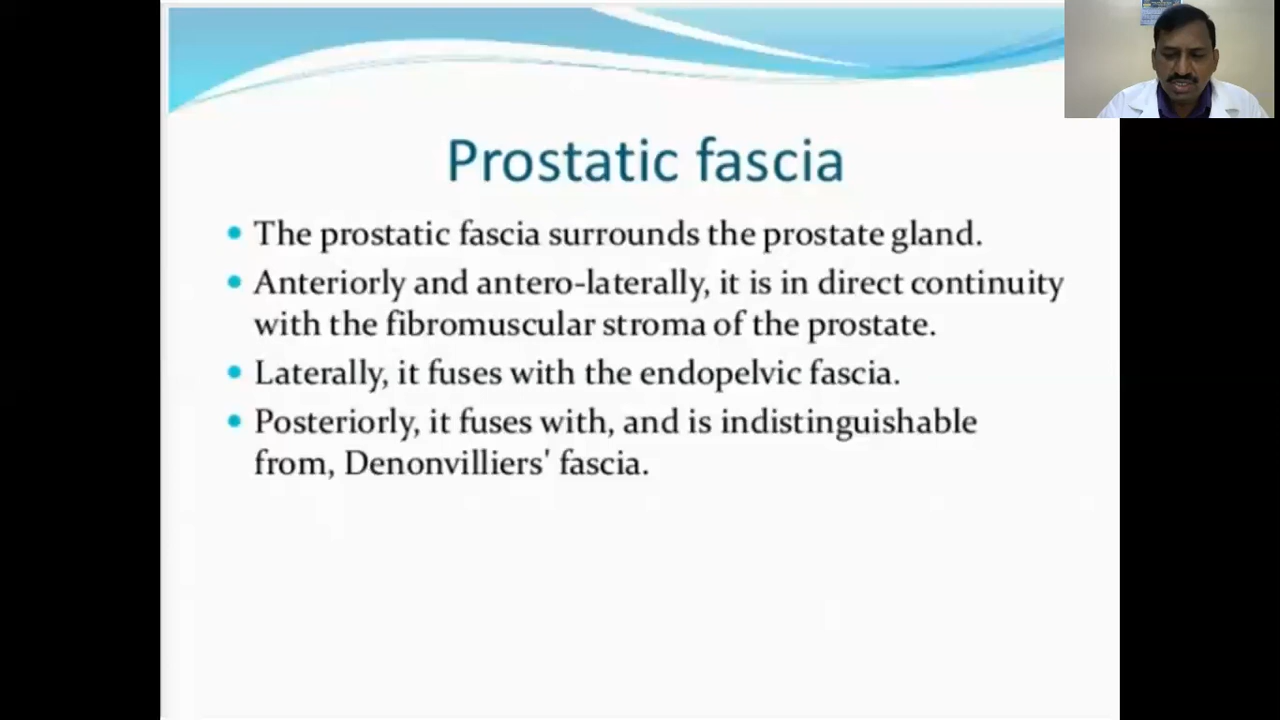 Prostatic fascia
• The prostatic fascia surrounds the prostate gland.
• Anteriorly and antero-laterally, it is in direct continuity
with the fibromuscular stroma of the prostate.
• Laterally, it fuses with the endopelvic fascia.
• Posteriorly, it fuses with, and is indistinguishable
from, Denonvilliers' fascia.